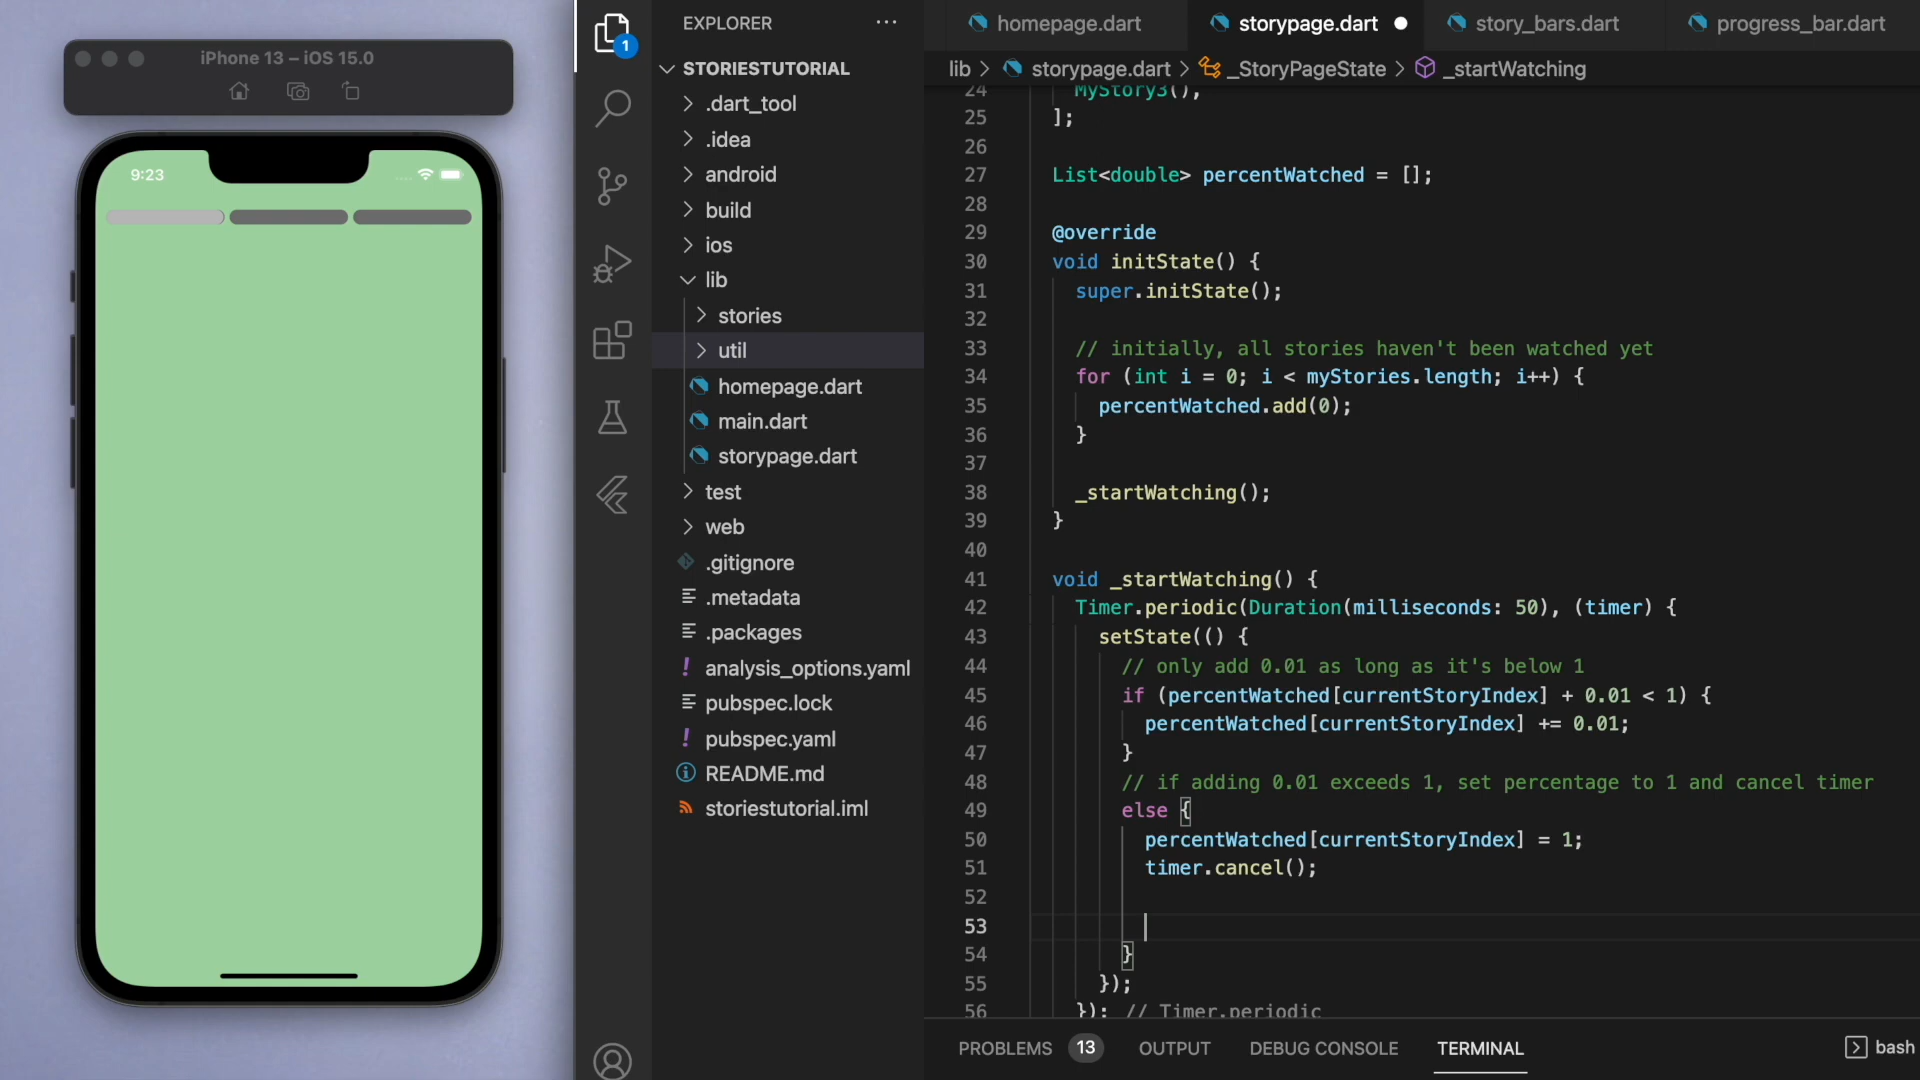 iPhone 13 – iOS 15.0
9:23
1
EXPLORER
STORIESTUTORIAL
.dart_tool
.idea
android
build
ios
lib
stories
util
homepage.dart
main.dart
storypage.dart
test
web
.gitignore
.metadata
.packages
analysis_options.yaml
pubspec.lock
pubspec.yaml
README.md
storiestutorial.iml
homepage.dart storypage.dart story_bars.dart progress_bar.dart
lib > storypage.dart > _StoryPageState > _startWatching
24 MyStory3(),
25 ];
26
27 List<double> percentWatched = [];
28
29 @override
30 void initState() {
31 super.initState();
32
33 // initially, all stories haven't been watched yet
34 for (int i = 0; i < myStories.length; i++) {
35 percentWatched.add(0);
36 }
37
38 _startWatching();
39 }
40
41 void _startWatching() {
42 Timer.periodic(Duration(milliseconds: 50), (timer) {
43 setState(() {
44 // only add 0.01 as long as it's below 1
45 if (percentWatched[currentStoryIndex] + 0.01 < 1) {
46 percentWatched[currentStoryIndex] += 0.01;
47 }
48 // if adding 0.01 exceeds 1, set percentage to 1 and cancel timer
49 else {
50 percentWatched[currentStoryIndex] = 1;
51 timer.cancel();
52
53
54 }
55 });
56 }); // Timer.periodic
PROBLEMS 13 OUTPUT DEBUG CONSOLE TERMINAL bash